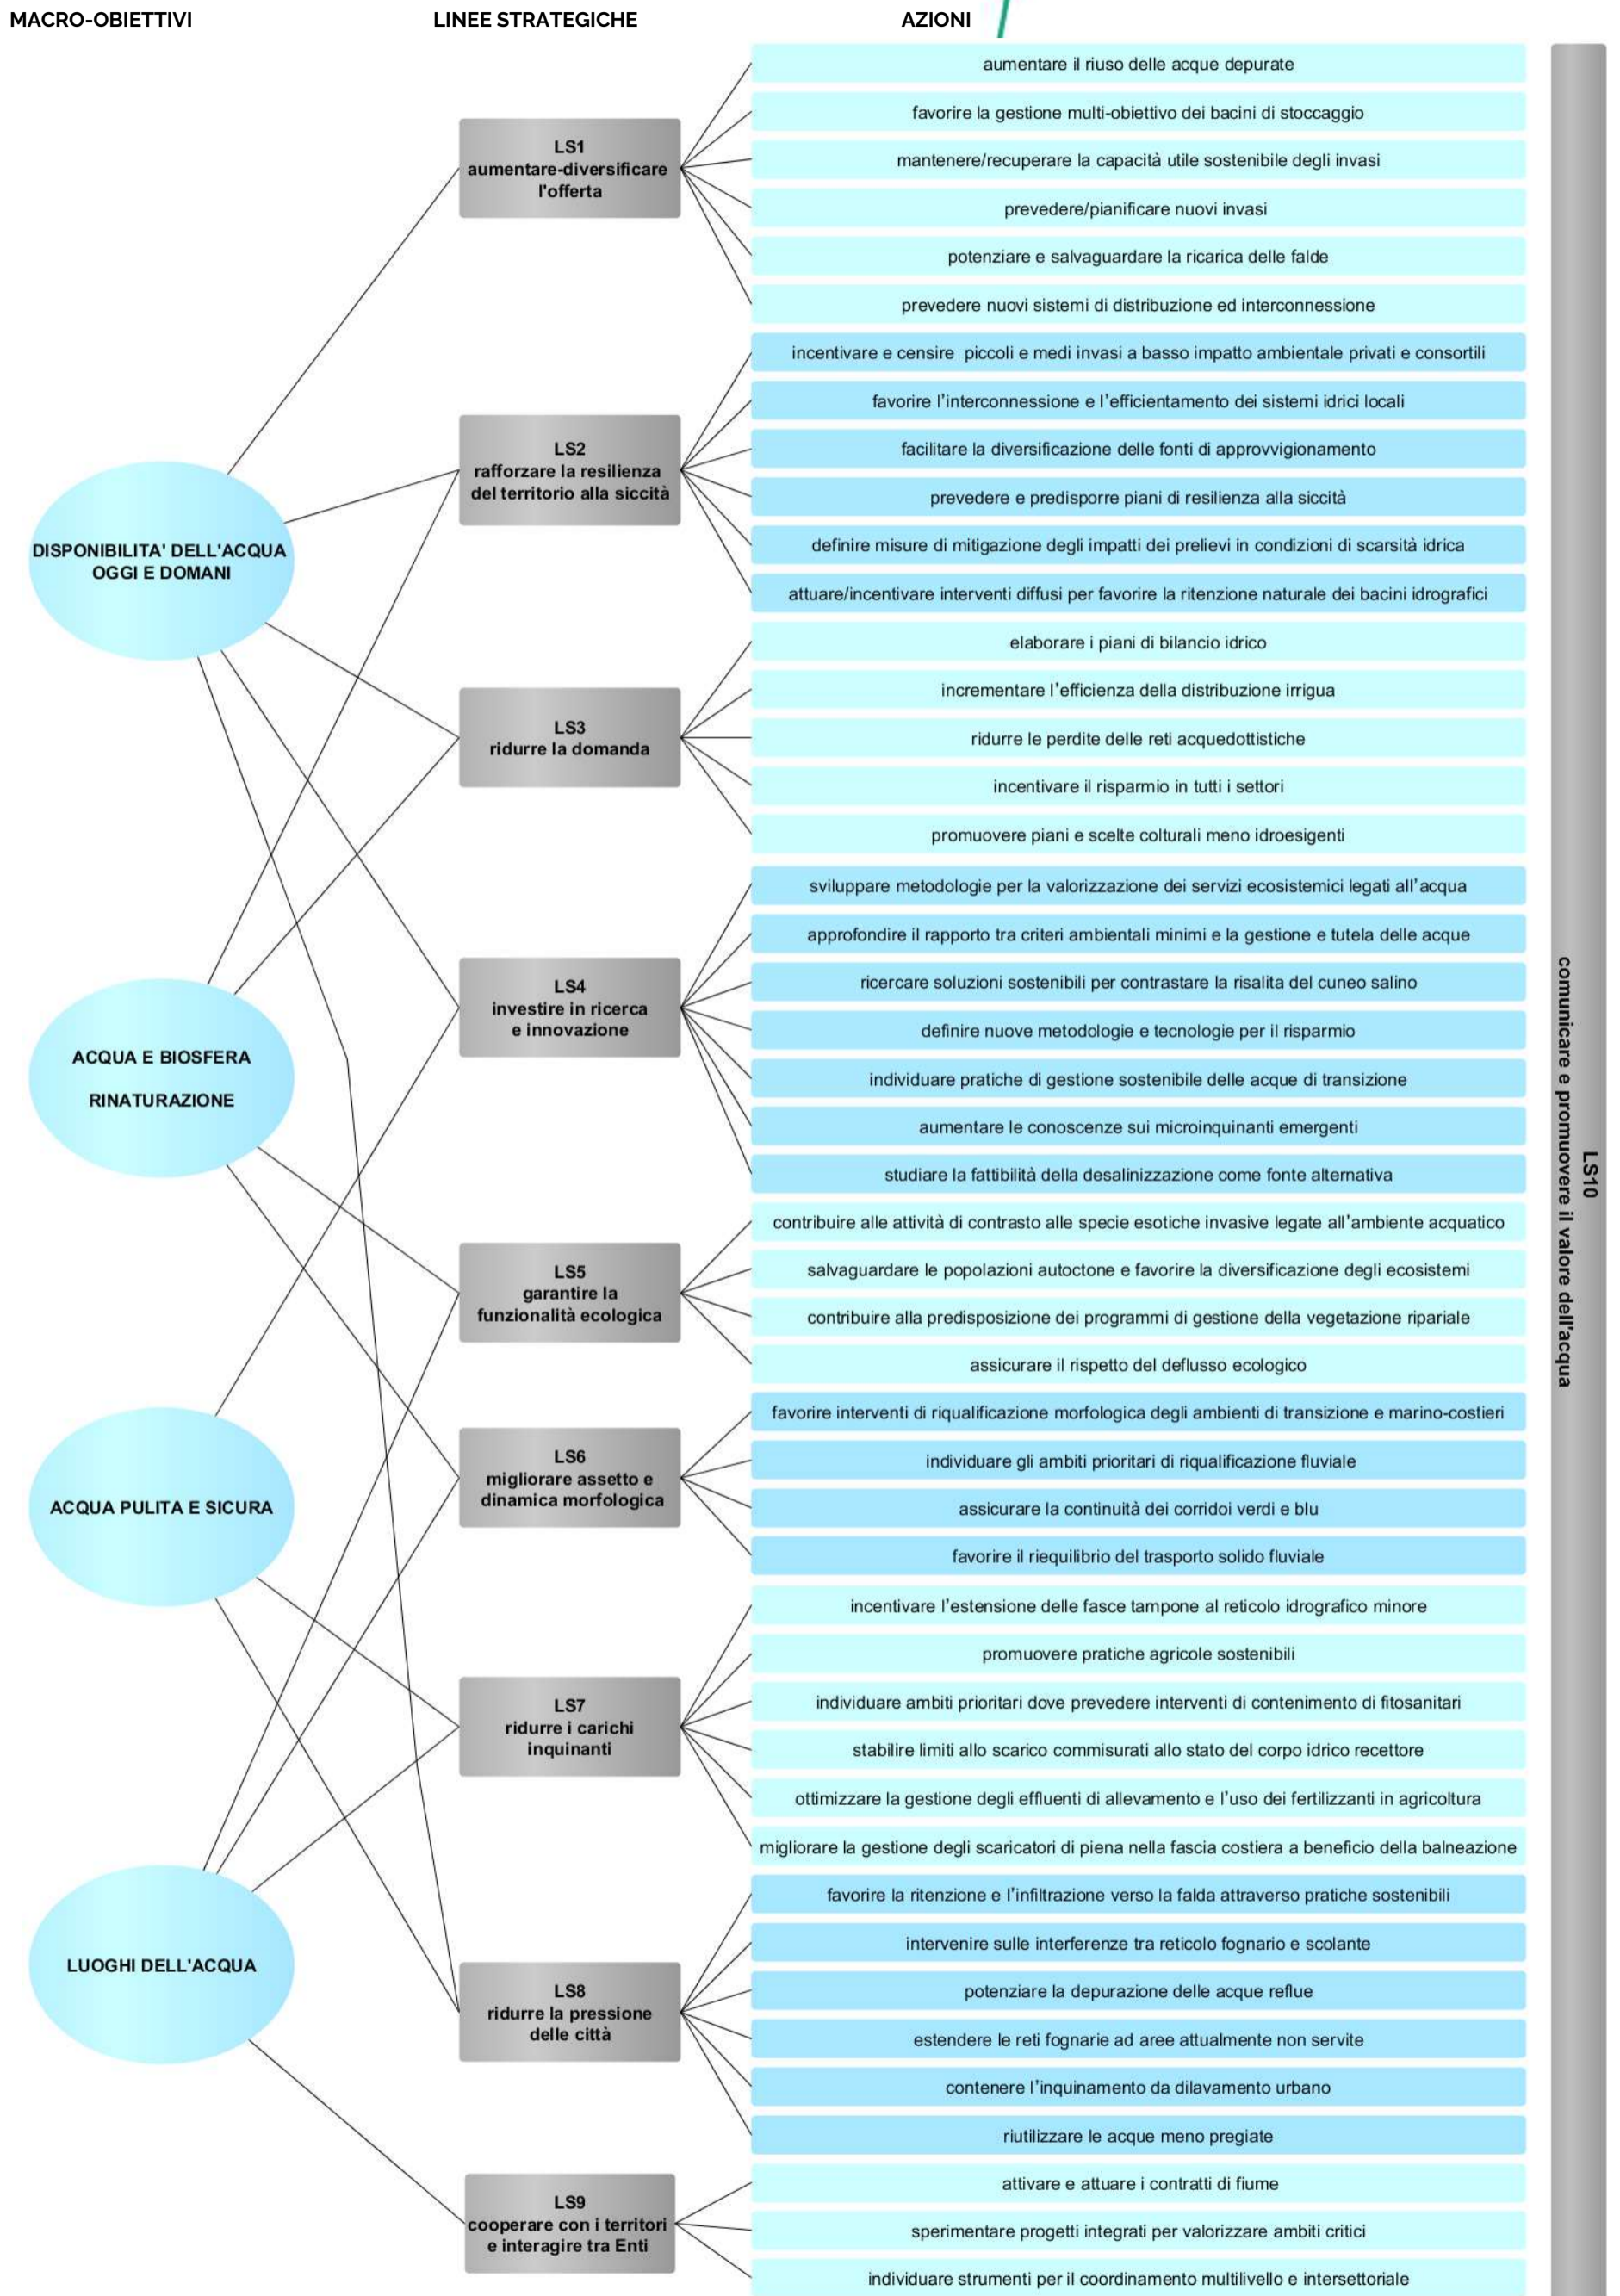 MACRO-OBIETTIVI
LINEE STRATEGICHE
AZIONI
DISPONIBILITA' DELL'ACQUA
OGGI E DOMANI
ACQUA E BIOSFERA
RINATURAZIONE
ACQUA PULITA E SICURA
LUOGHI DELL'ACQUA
LS1
aumentare-diversificare
l'offerta
aumentare il riuso delle acque depurate
favorire la gestione multi-obiettivo dei bacini di stoccaggio
mantenere/recuperare la capacità utile sostenibile degli invasi
prevedere/pianificare nuovi invasi
potenziare e salvaguardare la ricarica delle falde
prevedere nuovi sistemi di distribuzione ed interconnessione
LS2
rafforzare la resilienza
del territorio alla siccità
incentivare e censire piccoli e medi invasi a basso impatto ambientale privati e consortili
favorire l'interconnessione e l'efficientamento dei sistemi idrici locali
facilitare la diversificazione delle fonti di approvvigionamento
prevedere e predisporre piani di resilienza alla siccità
definire misure di mitigazione degli impatti dei prelievi in condizioni di scarsità idrica
attuare/incentivare interventi diffusi per favorire la ritenzione naturale dei bacini idrografici
LS3
ridurre la domanda
elaborare i piani di bilancio idrico
incrementare l'efficienza della distribuzione irrigua
ridurre le perdite delle reti acquedottistiche
incentivare il risparmio in tutti i settori
promuovere piani e scelte colturali meno idroesigenti
LS4
investire in ricerca
e innovazione
sviluppare metodologie per la valorizzazione dei servizi ecosistemici legati all'acqua
approfondire il rapporto tra criteri ambientali minimi e la gestione e tutela delle acque
ricercare soluzioni sostenibili per contrastare la risalita del cuneo salino
definire nuove metodologie e tecnologie per il risparmio
individuare pratiche di gestione sostenibile delle acque di transizione
aumentare le conoscenze sui microinquinanti emergenti
studiare la fattibilità della desalinizzazione come fonte alternativa
LS5
garantire la
funzionalità ecologica
contribuire alle attività di contrasto alle specie esotiche invasive legate all'ambiente acquatico
salvaguardare le popolazioni autoctone e favorire la diversificazione degli ecosistemi
contribuire alla predisposizione dei programmi di gestione della vegetazione ripariale
assicurare il rispetto del deflusso ecologico
LS6
migliorare assetto e
dinamica morfologica
favorire interventi di riqualificazione morfologica degli ambienti di transizione e marino-costieri
individuare gli ambiti prioritari di riqualificazione fluviale
assicurare la continuità dei corridoi verdi e blu
favorire il riequilibrio del trasporto solido fluviale
LS7
ridurre i carichi
inquinanti
incentivare l'estensione delle fasce tampone al reticolo idrografico minore
promuovere pratiche agricole sostenibili
individuare ambiti prioritari dove prevedere interventi di contenimento di fitosanitari
stabilire limiti allo scarico commisurati allo stato del corpo idrico recettore
ottimizzare la gestione degli effluenti di allevamento e l'uso dei fertilizzanti in agricoltura
migliorare la gestione degli scaricatori di piena nella fascia costiera a beneficio della balneazione
LS8
ridurre la pressione
delle città
favorire la ritenzione e l'infiltrazione verso la falda attraverso pratiche sostenibili
intervenire sulle interferenze tra reticolo fognario e scolante
potenziare la depurazione delle acque reflue
estendere le reti fognarie ad aree attualmente non servite
contenere l'inquinamento da dilavamento urbano
riutilizzare le acque meno pregiate
LS9
cooperare con i territori
e interagire tra Enti
attivare e attuare i contratti di fiume
sperimentare progetti integrati per valorizzare ambiti critici
individuare strumenti per il coordinamento multilivello e intersettoriale
LS10
comunicare e promuovere il valore dell'acqua